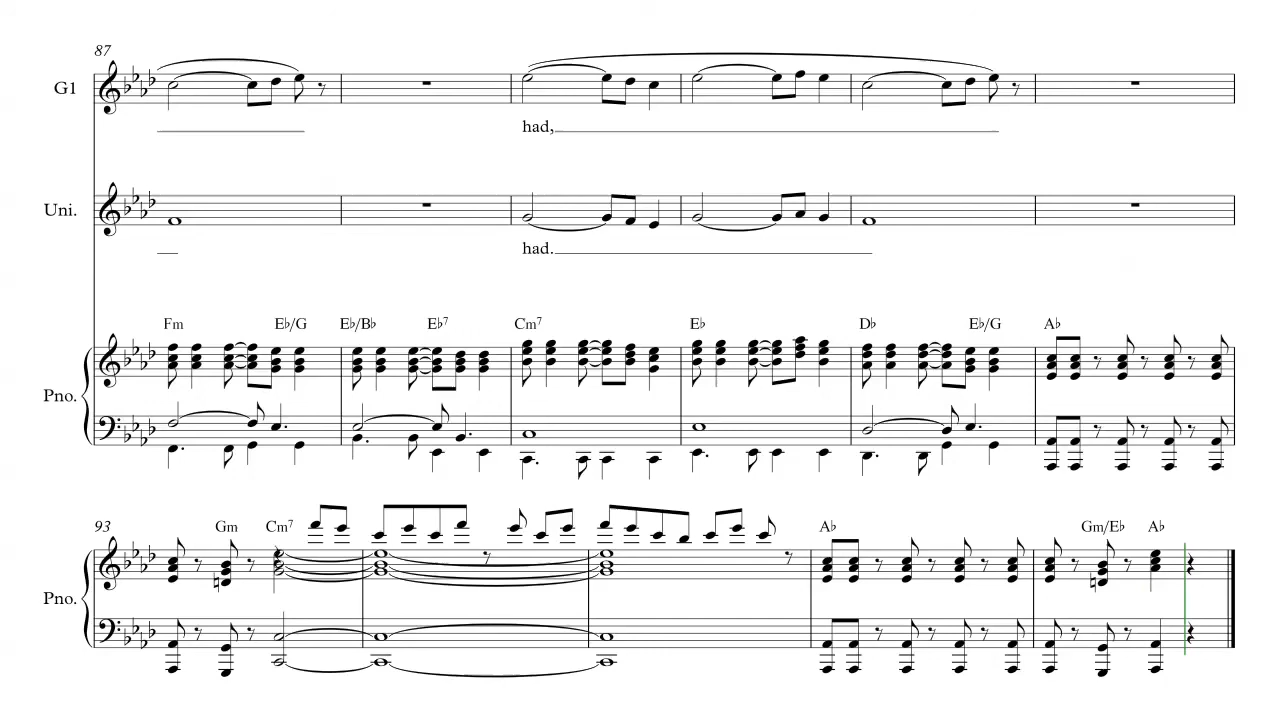 87
G1
had,
Uni.
had.
Fm E♭/G E♭/B♭ E♭7 Cm7 E♭ D♭ E♭/G A♭
Pno.
93
Gm Cm7 A♭ Gm/E♭ A♭
Pno.